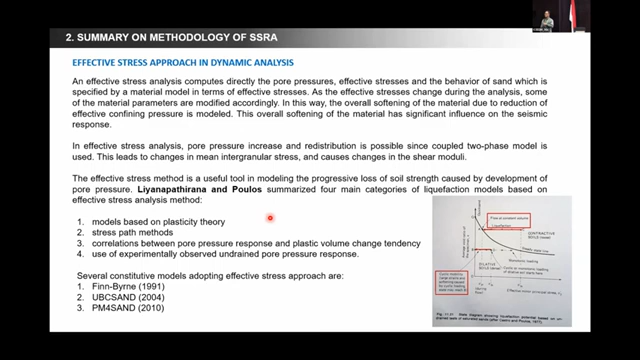 2. SUMMARY ON METHODOLOGY OF SSRA
EFFECTIVE STRESS APPROACH IN DYNAMIC ANALYSIS
An effective stress analysis computes directly the pore pressures, effective stresses and the behavior of sand which is
specified by a material model in terms of effective stresses. As the effective stresses change during the analysis, some
of the material parameters are modified accordingly. In this way, the overall softening of the material due to reduction of
effective confining pressure is modeled. This overall softening of the material has significant influence on the seismic
response.
In effective stress analysis, pore pressure increase and redistribution is possible since coupled two-phase model is
used. This leads to changes in mean intergranular stress, and causes changes in the shear moduli.
The effective stress method is a useful tool in modeling the progressive loss of soil strength caused by development of
pore pressure. Liyanapathirana and Poulos summarized four main categories of liquefaction models based on
effective stress analysis method:
1. models based on plasticity theory
2. stress path methods
3. correlations between pore pressure response and plastic volume change tendency
4. use of experimentally observed undrained pore pressure response.
Several constitutive models adopting effective stress approach are:
1. Finn-Byrne (1991)
2. UBCSAND (2004)
3. PM4SAND (2010)
Flow at constant volume
Liquefaction
CONTRACTIVE
SOILS
Steady state line
Monotonic loading
DILATIVE
SOILS